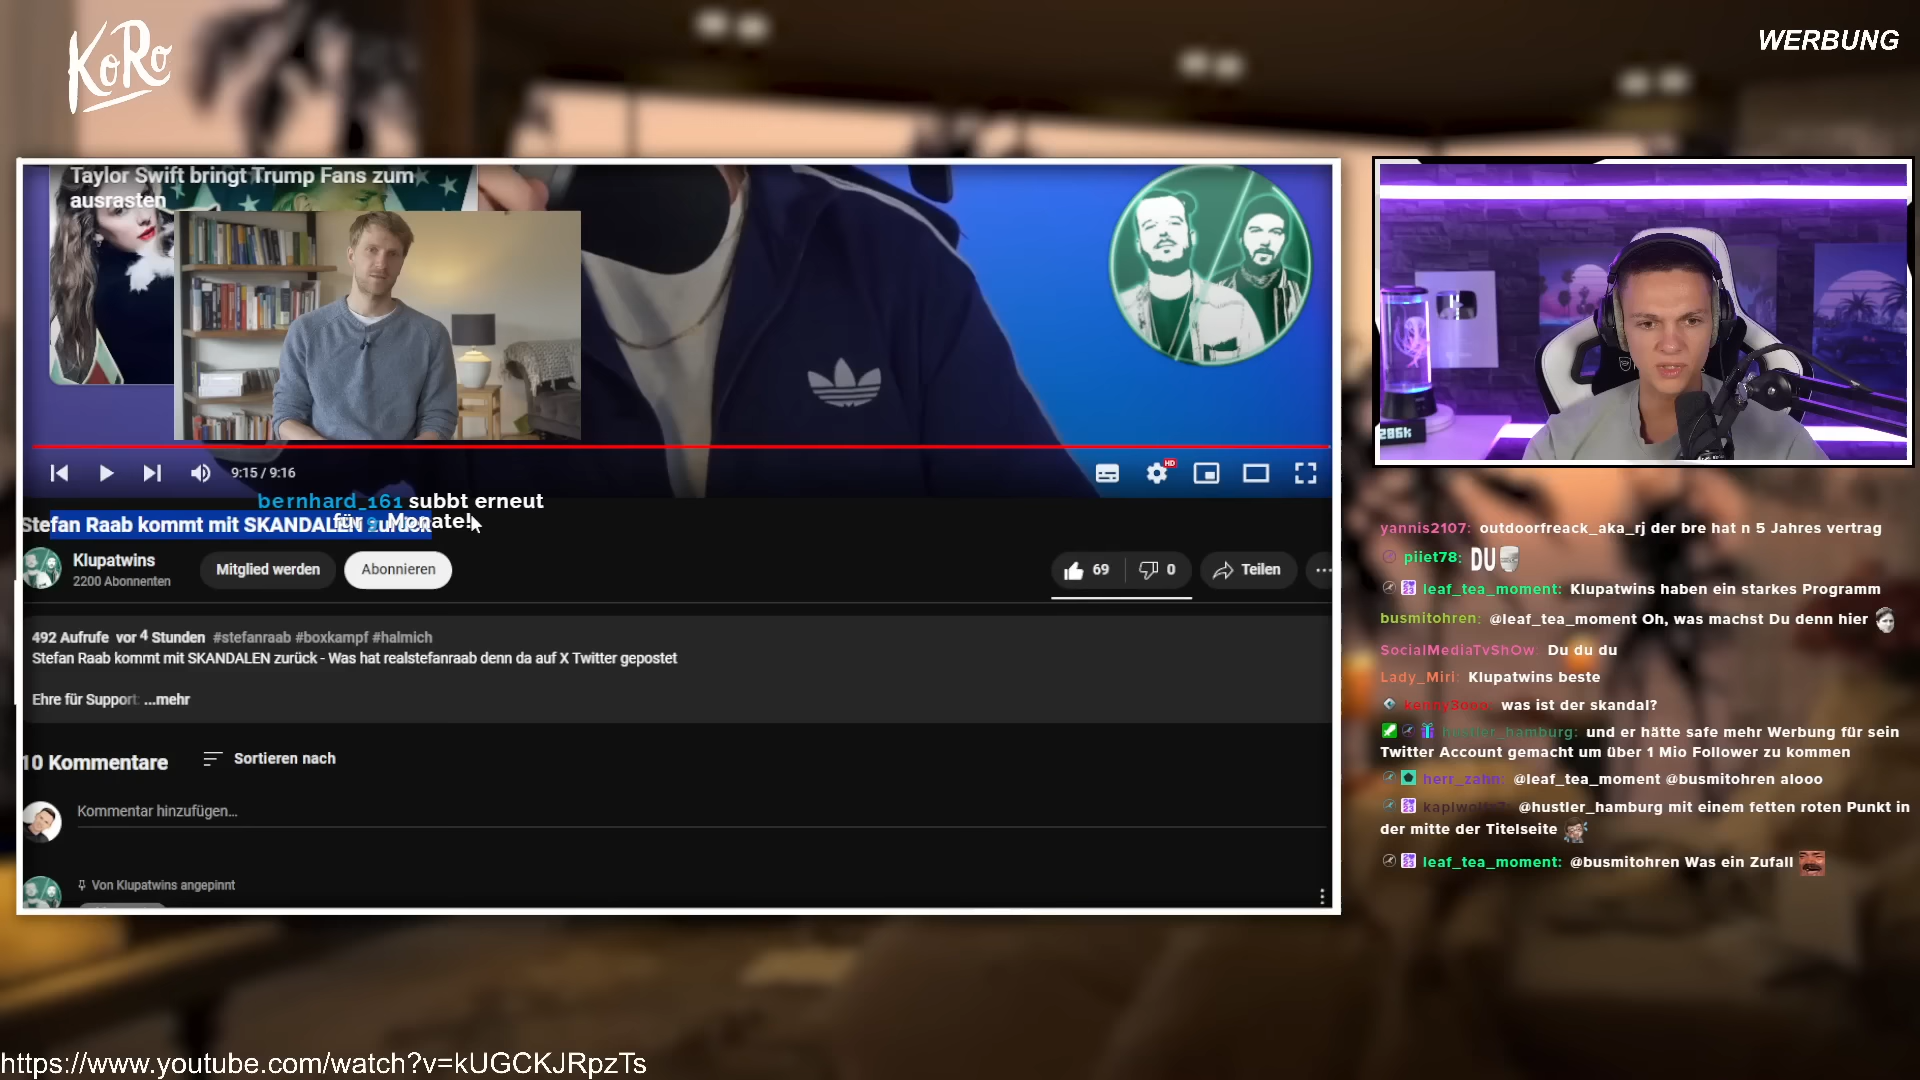 KoRo
WERBUNG
Taylor Swift bringt Trump Fans zum
ausrasten
9:15 / 9:16
HD
bernhard_161 subbt erneut
für 9 Monate!
Stefan Raab kommt mit SKANDALEN zurück
Klupatwins
2200 Abonnenten
Mitglied werden
Abonnieren
69
0
Teilen
492 Aufrufe vor 4 Stunden #stefanraab #boxkampf #halmich
Stefan Raab kommt mit SKANDALEN zurück - Was hat realstefanraab denn da auf X Twitter gepostet
Ehre für Support: ...mehr
10 Kommentare
Sortieren nach
Kommentar hinzufügen...
Von Klupatwins angepinnt
286k
yannis2107: outdoorfreack_aka_rj der bre hat n 5 Jahres vertrag
piiet78: DU
leaf_tea_moment: Klupatwins haben ein starkes Programm
busmitohren: @leaf_tea_moment Oh, was machst Du denn hier
SocialMediaTvShOw: Du du du
Lady_Miri: Klupatwins beste
kenny3000: was ist der skandal?
hustler_hamburg: und er hätte safe mehr Werbung für sein
Twitter Account gemacht um über 1 Mio Follower zu kommen
herr_zahn: @leaf_tea_moment @busmitohren alooo
@hustler_hamburg mit einem fetten roten Punkt in
der mitte der Titelseite
leaf_tea_moment: @busmitohren Was ein Zufall
https://www.youtube.com/watch?v=kUGCKJRpzTs